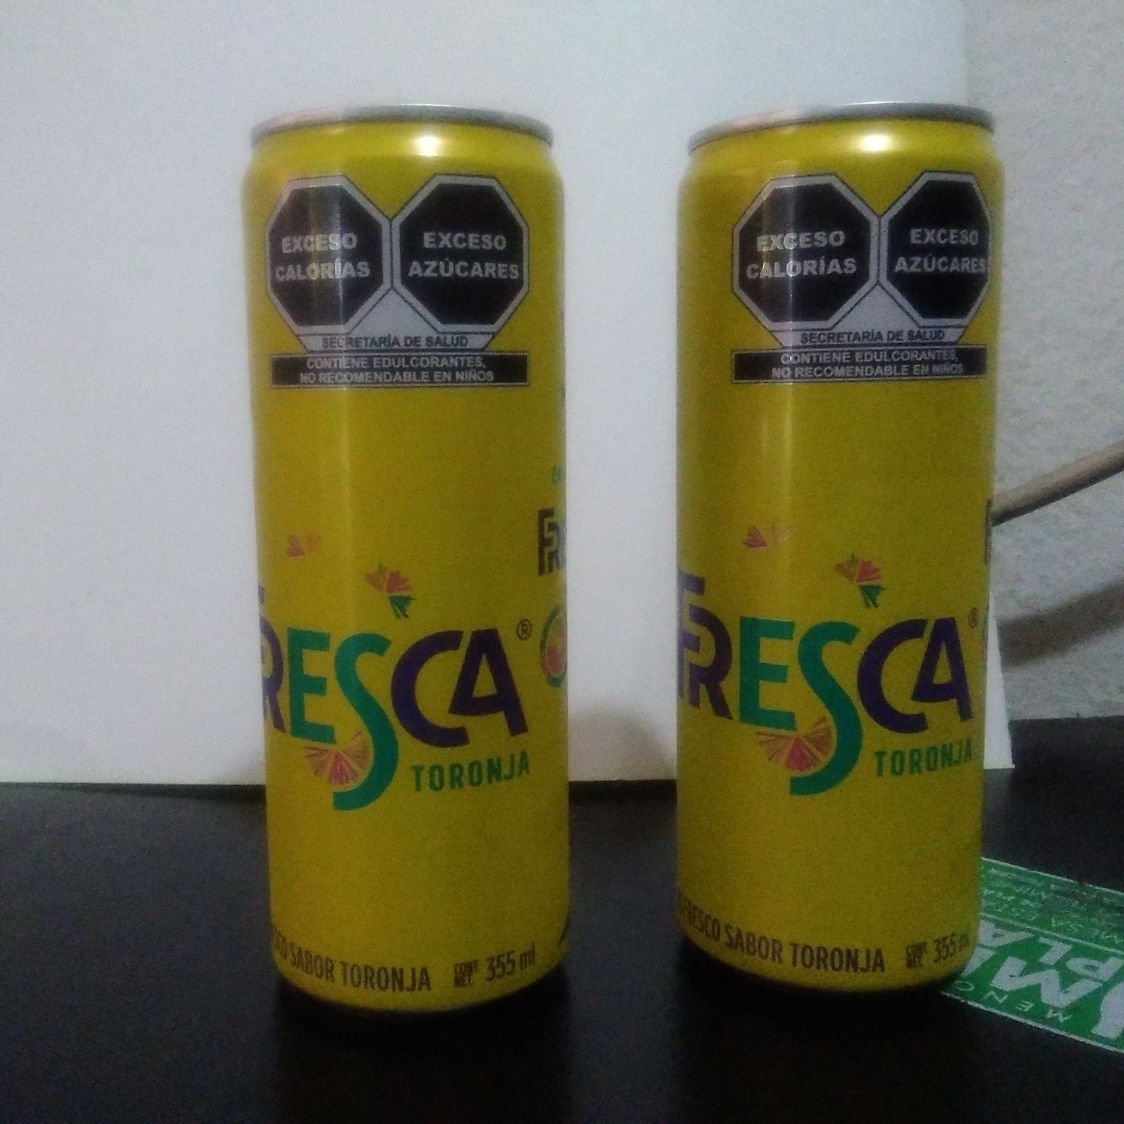 EXCESO
CALORÍAS
EXCESO
AZÚCARES
SECRETARÍA DE SALUD
CONTIENE EDULCORANTES,
NO RECOMENDABLE EN NIÑOS
FRESCA®
TORONJA
SABOR TORONJA
CONT.
NET. 355 ml
EXCESO
CALORÍAS
EXCESO
AZÚCARES
SECRETARÍA DE SALUD
CONTIENE EDULCORANTES,
NO RECOMENDABLE EN NIÑOS
FRESCA®
TORONJA
REFRESCO SABOR TORONJA
CONT.
NET. 355 ml